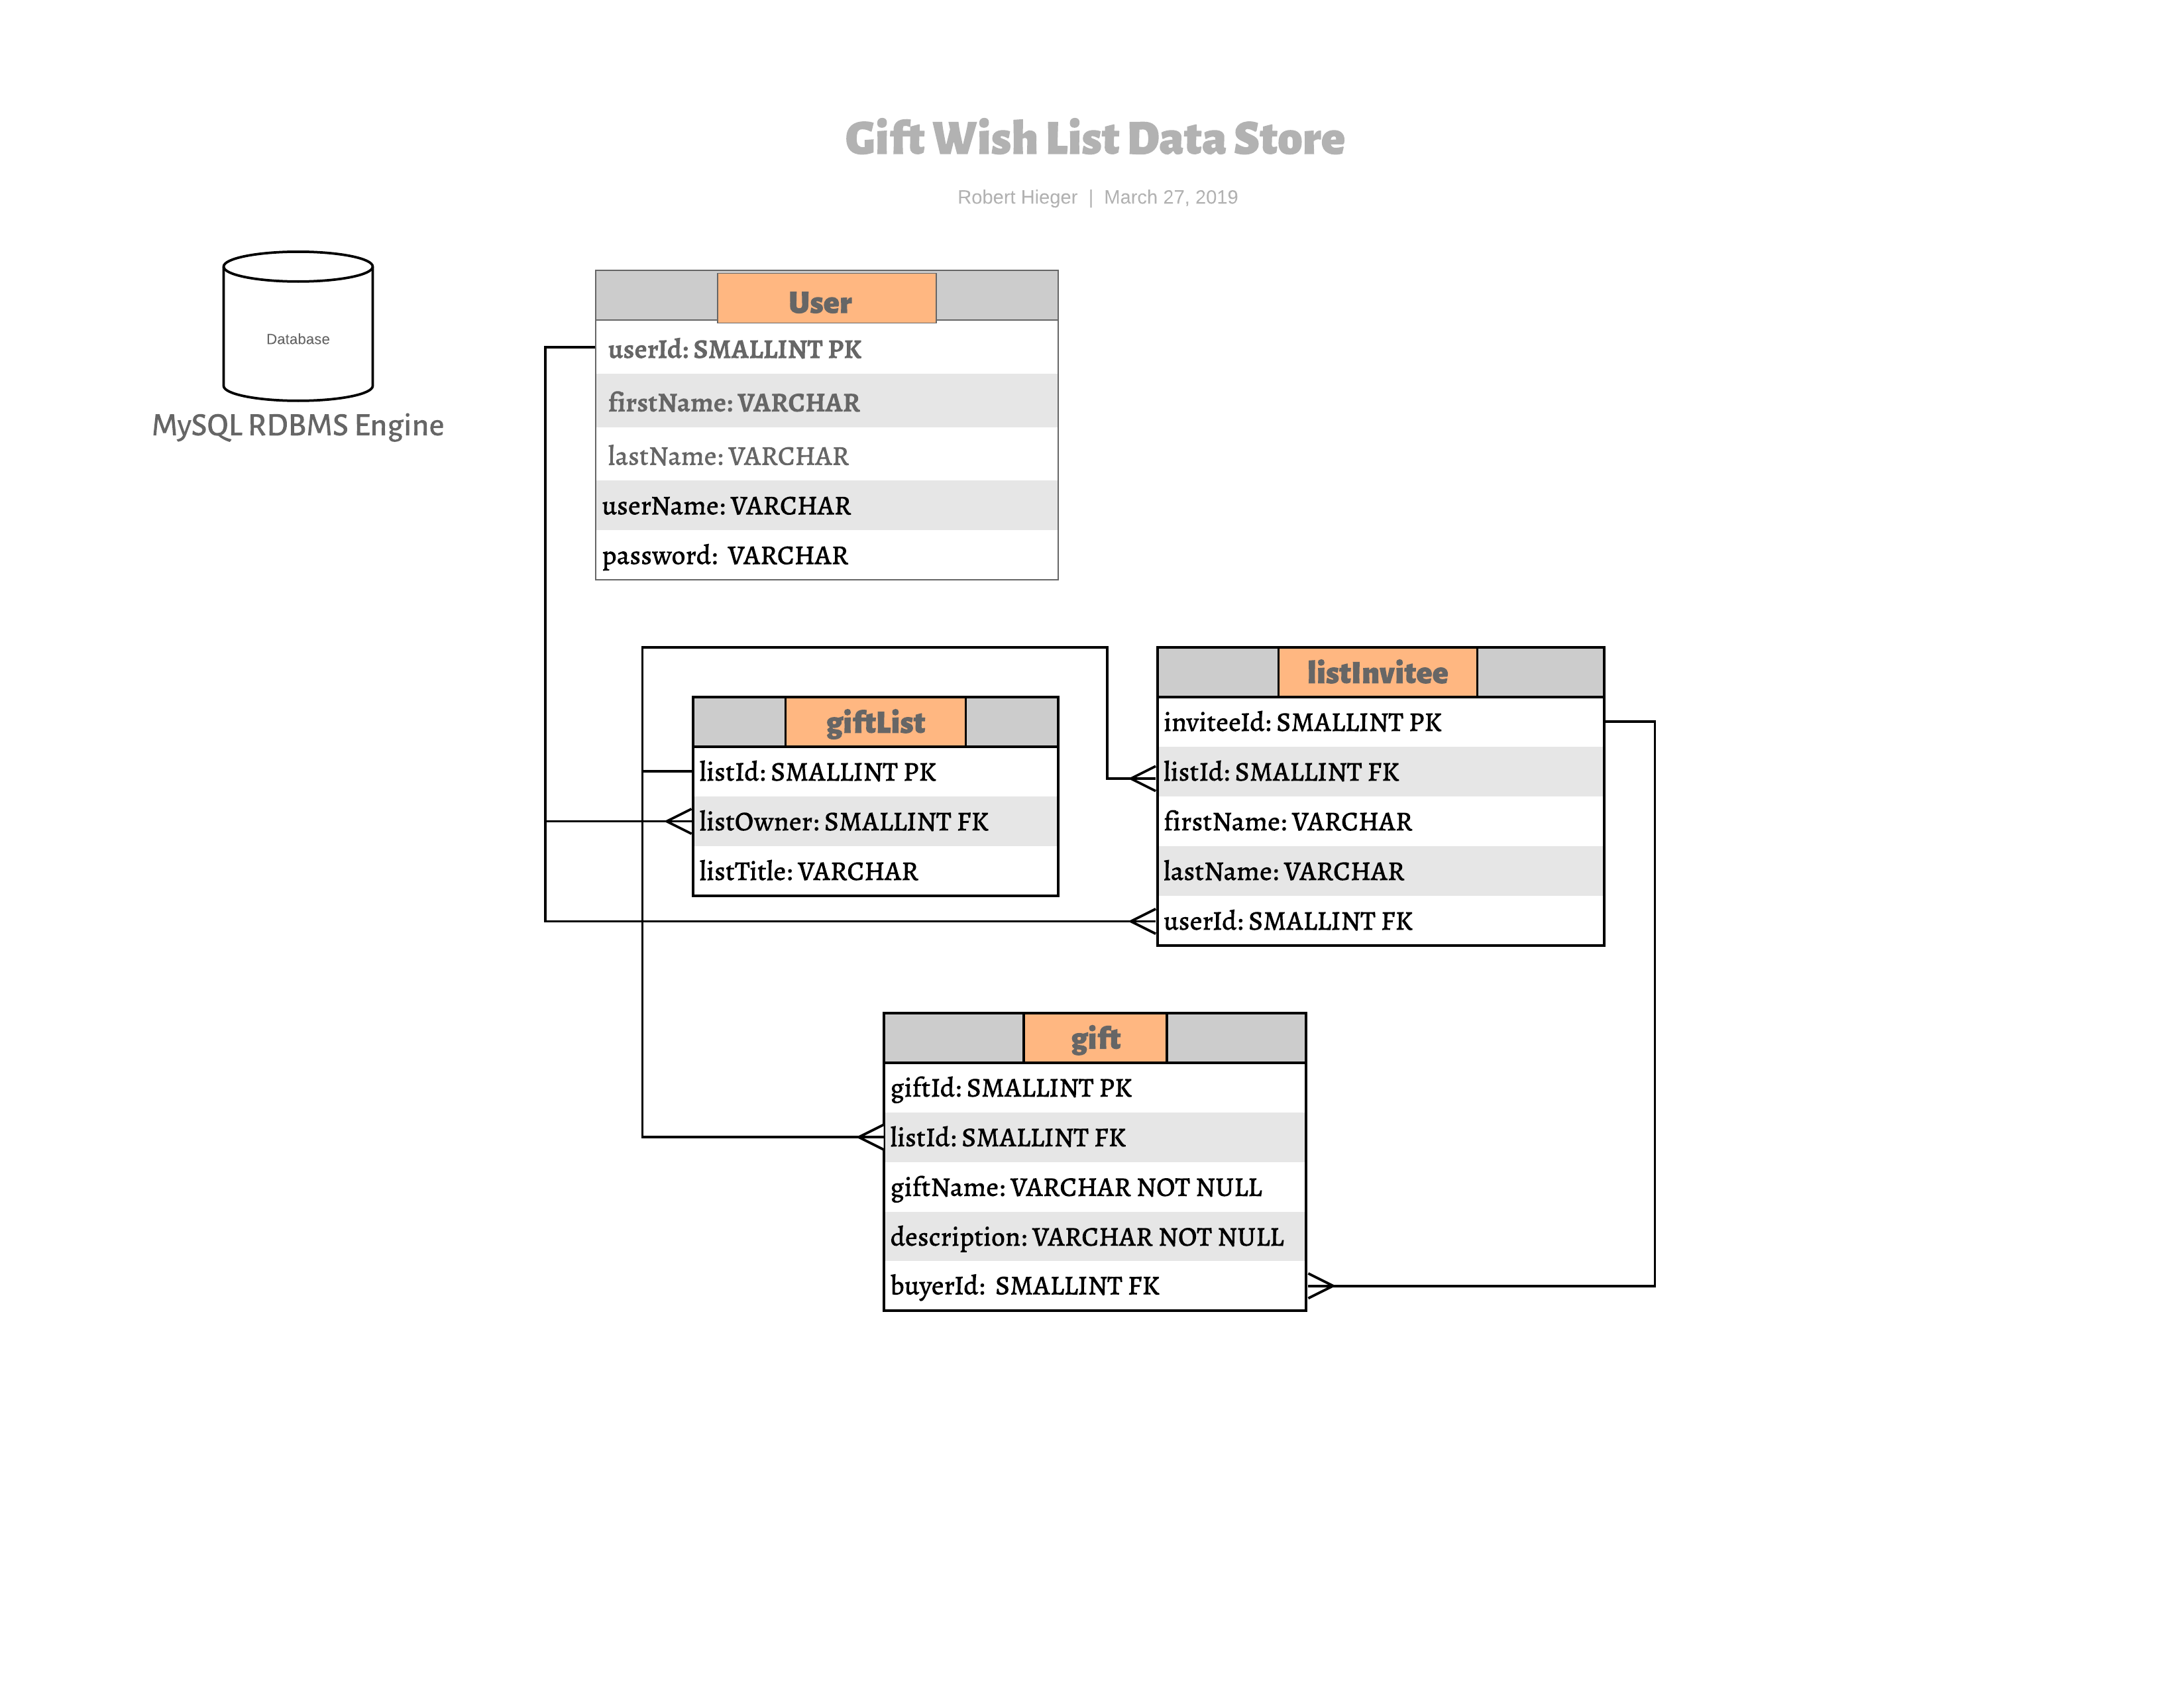 Gift Wish List Data Store
Robert Hieger | March 27, 2019
Database
MySQL RDBMS Engine
User
userId: SMALLINT PK
firstName: VARCHAR
lastName: VARCHAR
userName: VARCHAR
password: VARCHAR
giftList
listId: SMALLINT PK
listOwner: SMALLINT FK
listTitle: VARCHAR
listInvitee
inviteeId: SMALLINT PK
listId: SMALLINT FK
firstName: VARCHAR
lastName: VARCHAR
userId: SMALLINT FK
gift
giftId: SMALLINT PK
listId: SMALLINT FK
giftName: VARCHAR NOT NULL
description: VARCHAR NOT NULL
buyerId: SMALLINT FK